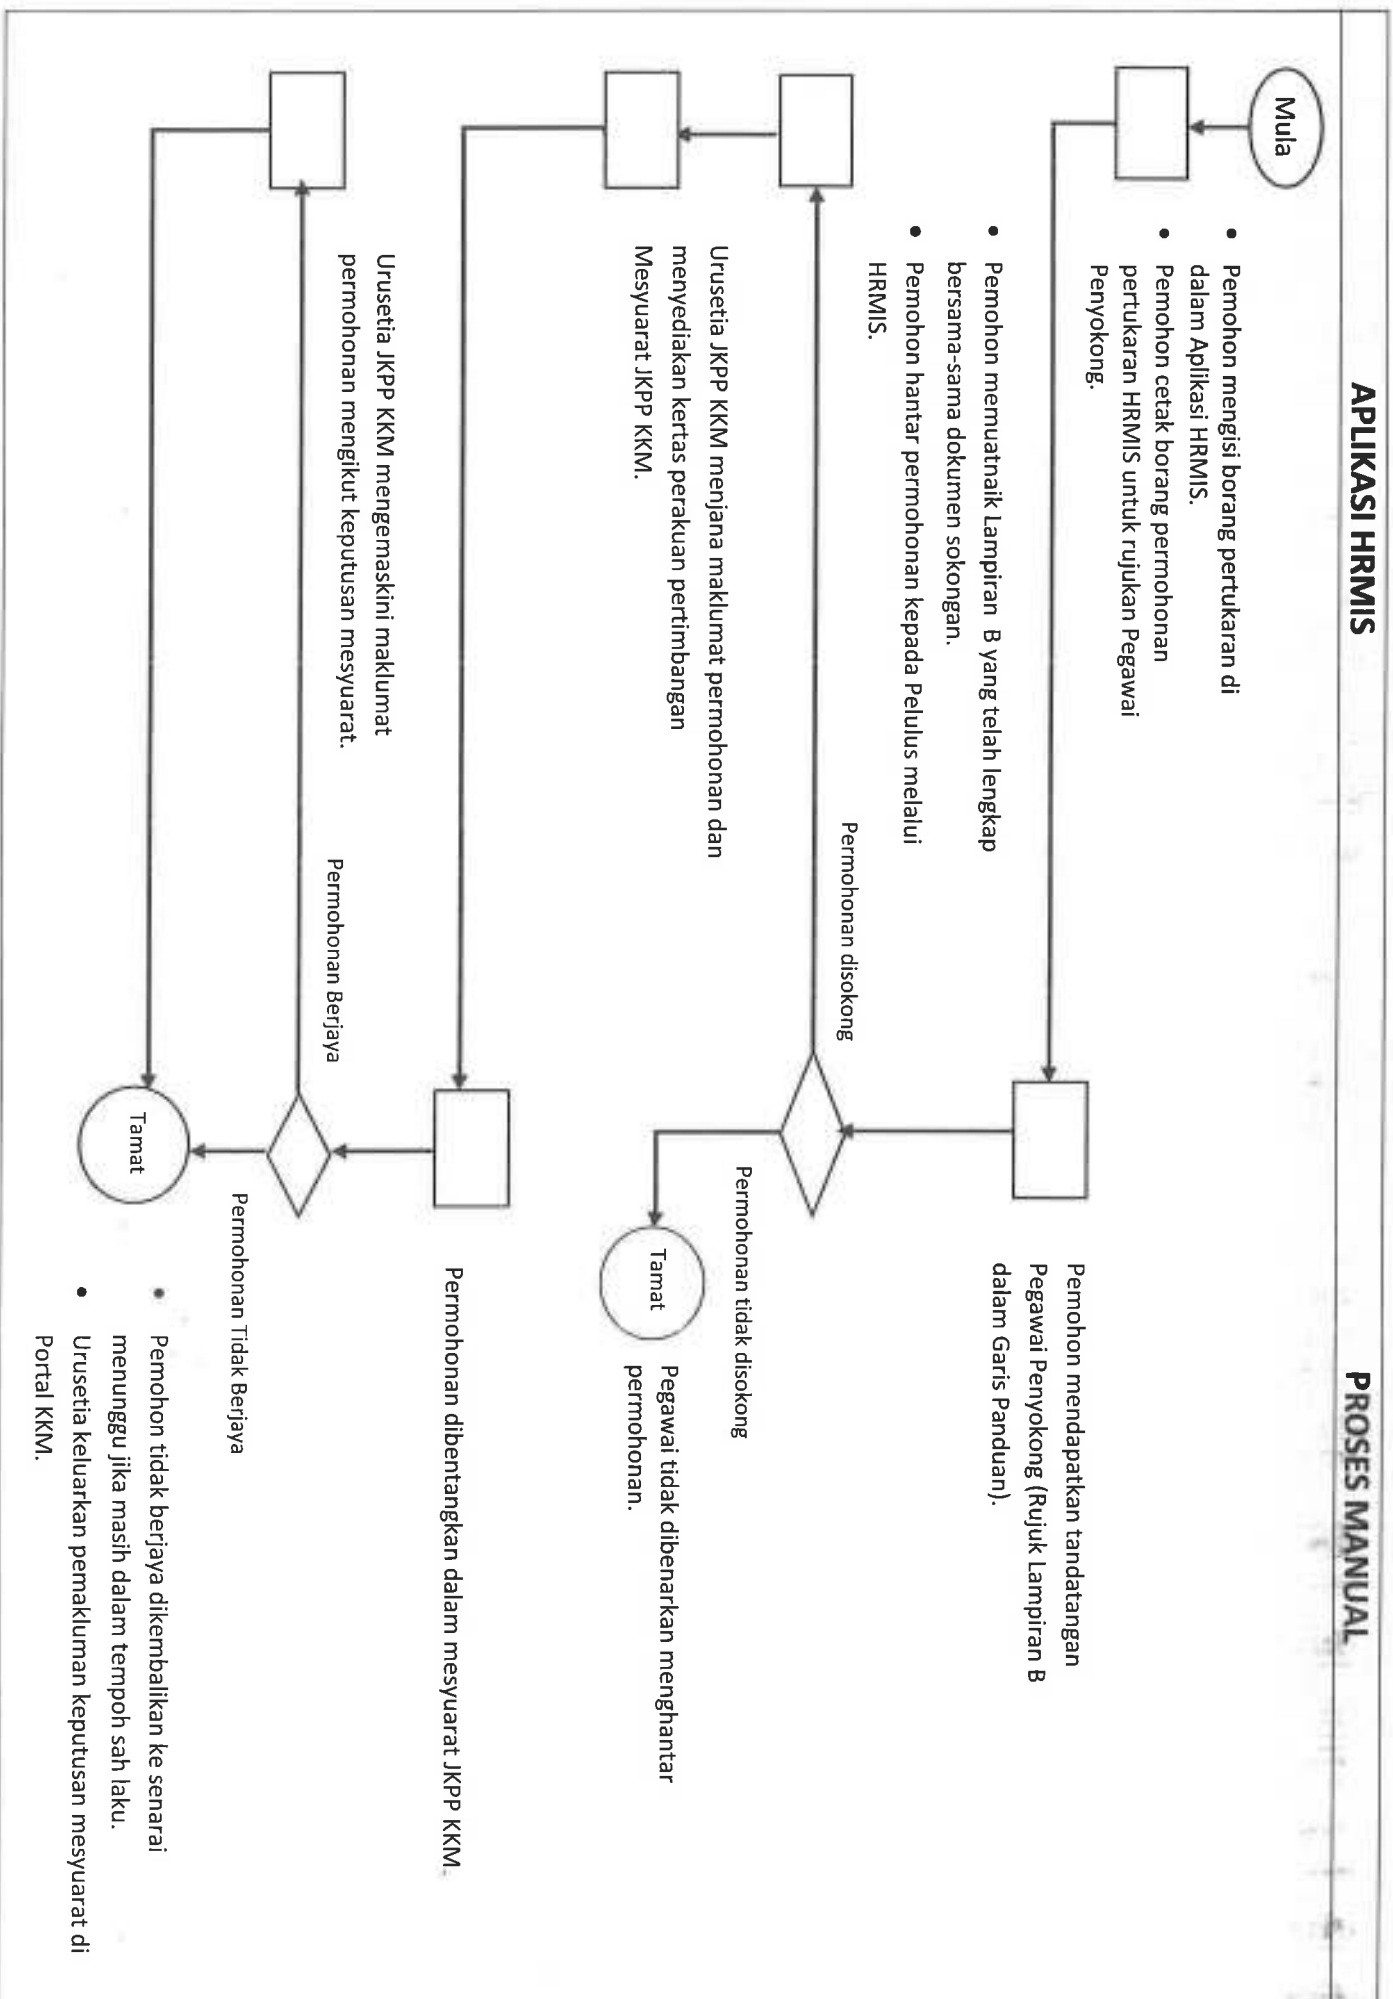 APLIKASI HRMIS
PROSES MANUAL
Mula
• Pemohon mengisi borang pertukaran di
dalam Aplikasi HRMIS.
• Pemohon cetak borang permohonan
pertukaran HRMIS untuk rujukan Pegawai
Penyokong.
Pemohon mendapatkan tandatangan
Pegawai Penyokong (Rujuk Lampiran B
dalam Garis Panduan).
• Pemohon memuatnaik Lampiran B yang telah lengkap
bersama-sama dokumen sokongan.
• Pemohon hantar permohonan kepada Pelulus melalui
HRMIS.
Permohonan disokong
Permohonan tidak disokong
Tamat
Pegawai tidak dibenarkan menghantar
permohonan.
Urusetia JKPP KKM menjana maklumat permohonan dan
menyediakan kertas perakuan pertimbangan
Mesyuarat JKPP KKM.
Permohonan dibentangkan dalam mesyuarat JKPP KKM.
Urusetia JKPP KKM mengemaskini maklumat
permohonan mengikut keputusan mesyuarat.
Permohonan Berjaya
Permohonan Tidak Berjaya
Tamat
• Pemohon tidak berjaya dikembalikan ke senarai
menunggu jika masih dalam tempoh sah laku.
• Urusetia keluarkan pemakluman keputusan mesyuarat di
Portal KKM.